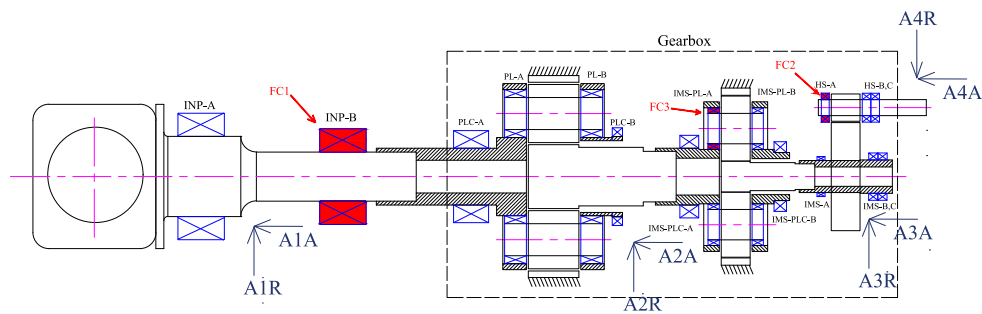 A4R
Gearbox
A4A
PL-A
PL-B
FC2
IMS-PL-A
IMS-PL-B
HS-A
HS-B,C
INP-A
FC1
FC3
INP-B
PLC-A
PLC-B
IMS-A
IMS-B,C
IMS-PLC-A
IMS-PLC-B
A1A
A2A
A3A
A1R
A2R
A3R